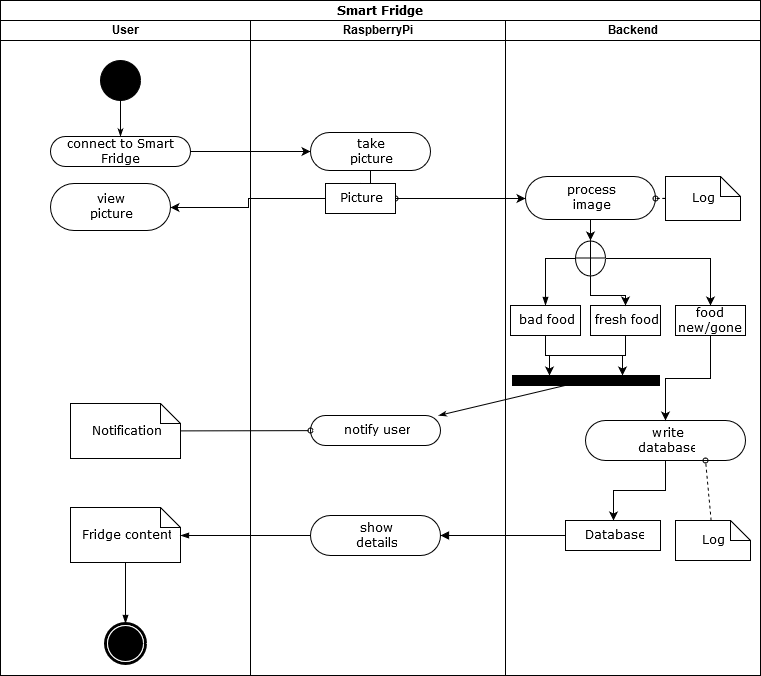 Smart Fridge
User
RaspberryPi
Backend
connect to Smart
Fridge
take
picture
view
picture
Picture
process
image
Log
bad food
fresh food
food
new/gone
Notification
notify user
write
database
Fridge content
show
details
Database
Log